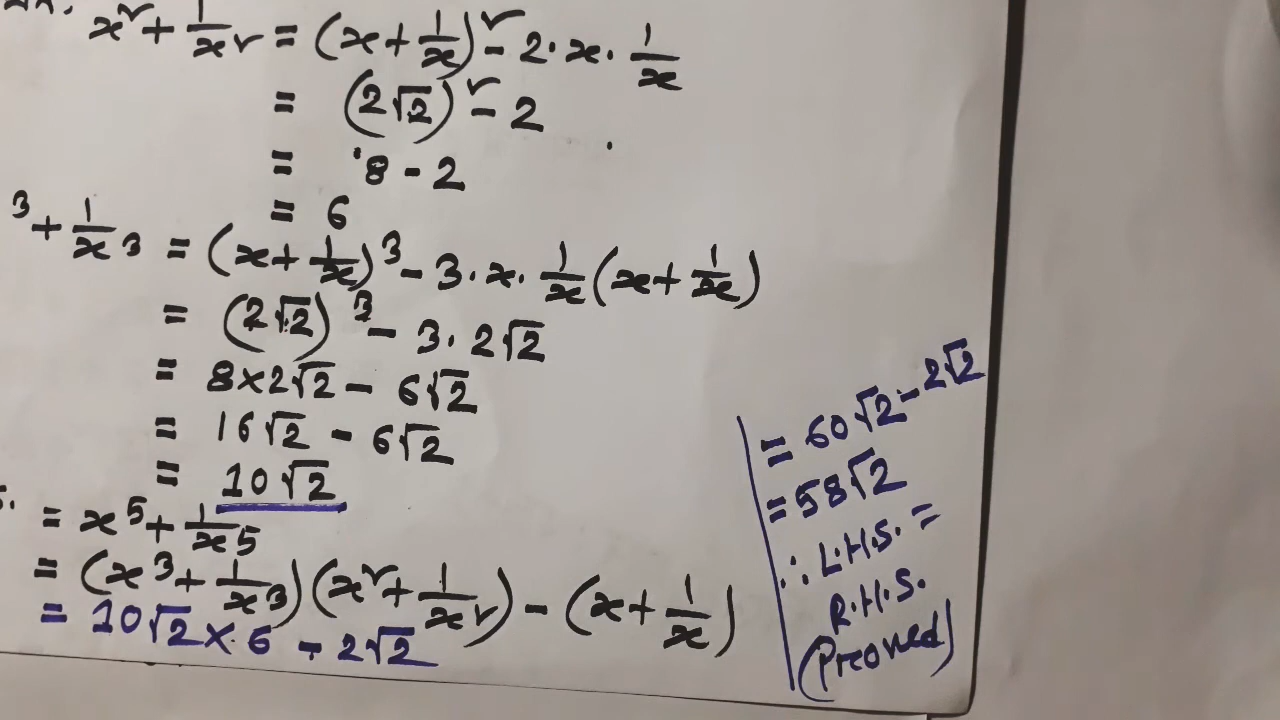 x² + 1/x² = (x + 1/x)² - 2·x·1/x
= (2√2)² - 2
= 8 - 2
= 6
³ + 1/x³ = (x + 1/x)³ - 3·x·1/x (x + 1/x)
= (2√2)³ - 3·2√2
= 8×2√2 - 6√2
= 16√2 - 6√2
= 10√2
= x⁵ + 1/x⁵
= (x³ + 1/x³)(x² + 1/x²) - (x + 1/x)
= 10√2 × 6 - 2√2
= 60√2 - 2√2
= 58√2
∴ L.H.S. =
R.H.S.
(Preoved)